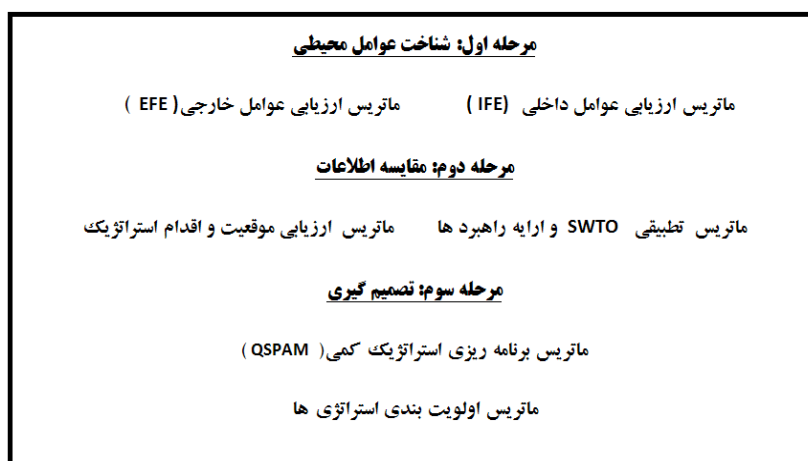 مرحله اول: شناخت عوامل محیطی
ماتریس ارزیابی عوامل داخلی (IFE ) ماتریس ارزیابی عوامل خارجی( EFE )
مرحله دوم: مقایسه اطلاعات
ماتریس تطبیقی SWTO و ارایه راهبرد ها ماتریس ارزیابی موقعیت و اقدام استراتژیک
مرحله سوم: تصمیم گیری
ماتریس برنامه ریزی استراتژیک کمی( QSPAM )
ماتریس اولویت بندی استراتژی ها